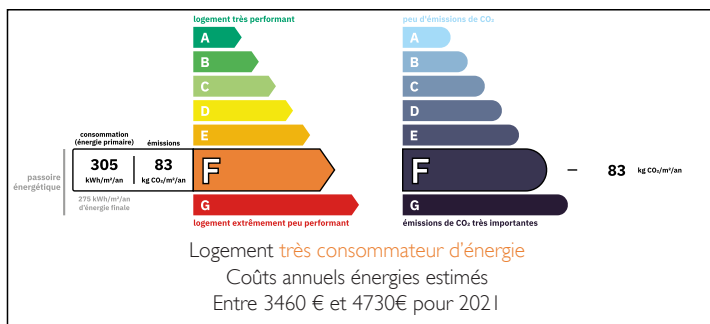 logement très performant
A
B
C
D
E
consommation
(énergie primaire)
émissions
305
kWh/m²/an
83
kg CO₂/m²/an
F
passoire
énergétique
275 kWh/m²/an
d'énergie finale
G
logement extrêmement peu performant
peu d'émissions de CO₂
A
B
C
D
E
F
83 kg CO₂/m²/an
G
émissions de CO₂ très importantes
Logement très consommateur d'énergie
Coûts annuels énergies estimés
Entre 3460 € et 4730€ pour 2021